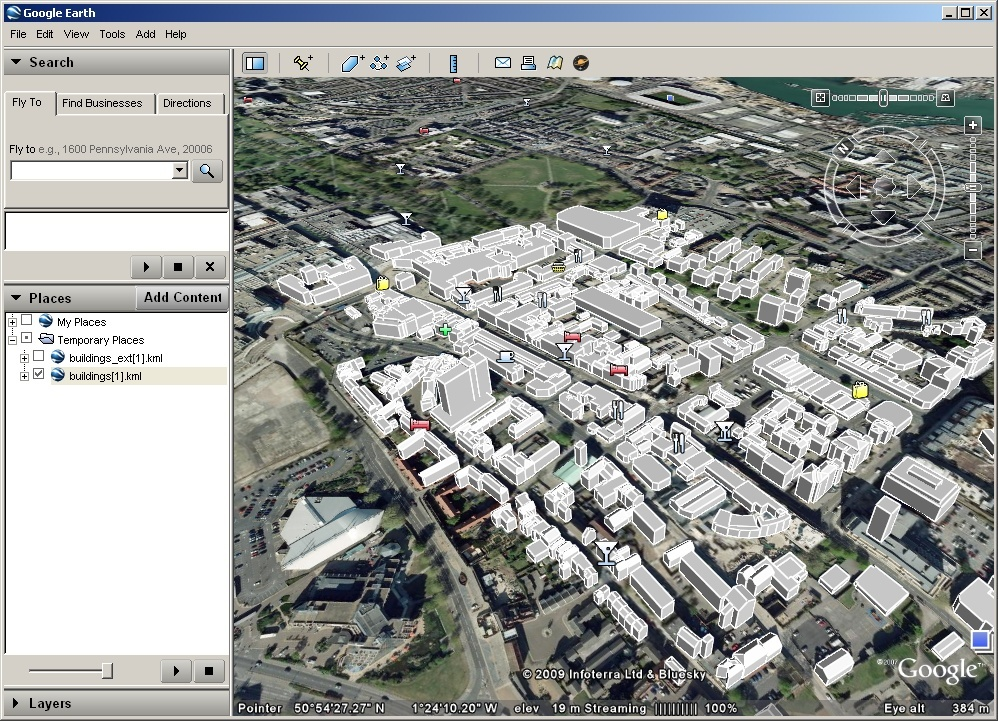 Google Earth
File Edit View Tools Add Help
Search
Fly To Find Businesses Directions
Fly to e.g., 1600 Pennsylvania Ave, 20006
Places Add Content
My Places
Temporary Places
buildings_ext[1].kml
buildings[1].kml
Layers
N
© 2009 Infoterra Ltd & Bluesky
©2007 Google™
Pointer 50°54'27.27" N 1°24'10.20" W elev 19 m Streaming |||||||||| 100% Eye alt 384 m